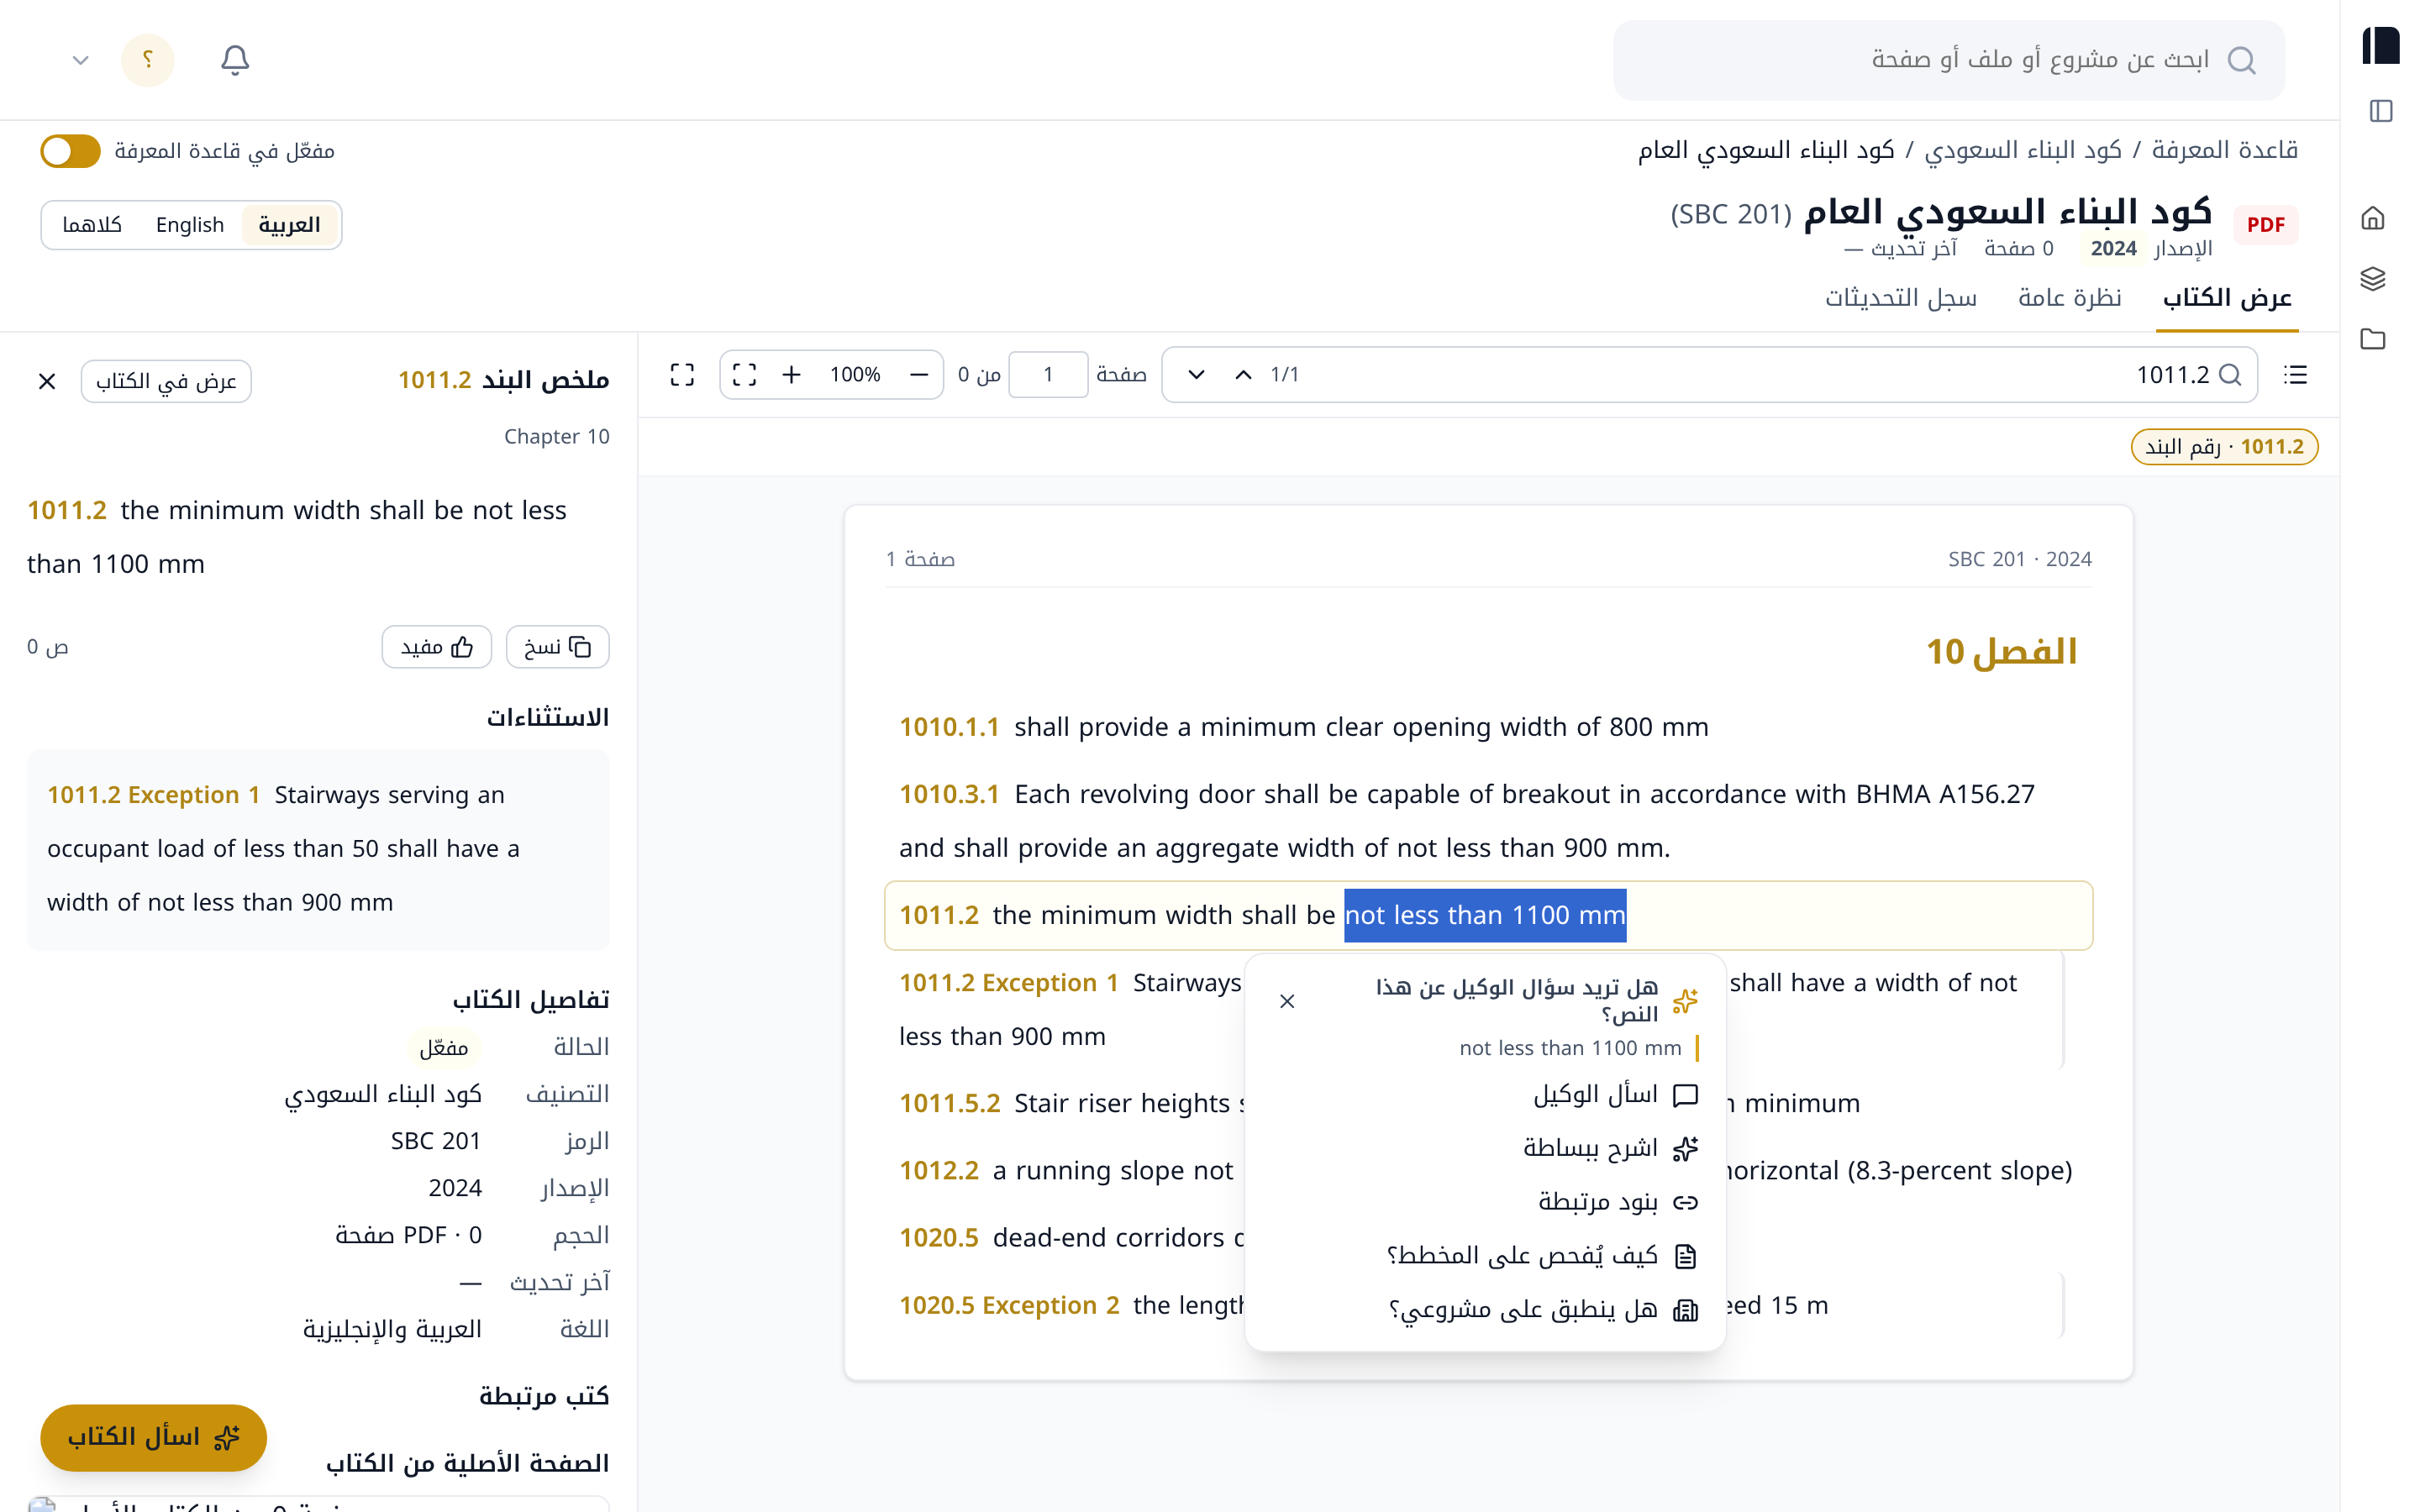 ابحث عن مشروع أو ملف أو صفحة
؟
قاعدة المعرفة / كود البناء السعودي / كود البناء السعودي العام
مفعّل في قاعدة المعرفة
PDF
كود البناء السعودي العام (SBC 201)
الإصدار 2024 0 صفحة آخر تحديث —
العربية English كلاهما
عرض الكتاب نظرة عامة سجل التحديثات
1011.2
1/1
صفحة 1 من 0
100%
1011.2 · رقم البند
SBC 201 · 2024
صفحة 1
الفصل 10
1010.1.1 shall provide a minimum clear opening width of 800 mm
1010.3.1 Each revolving door shall be capable of breakout in accordance with BHMA A156.27
and shall provide an aggregate width of not less than 900 mm.
1011.2 the minimum width shall be not less than 1100 mm
1011.2 Exception 1 Stairways shall have a width of not
less than 900 mm
1011.5.2 Stair riser heights minimum
1012.2 a running slope not horizontal (8.3-percent slope)
1020.5 dead-end corridors
1020.5 Exception 2 the length 15 m
هل تريد سؤال الوكيل عن هذا
النص؟
not less than 1100 mm
اسأل الوكيل
اشرح ببساطة
بنود مرتبطة
كيف يُفحص على المخطط؟
هل ينطبق على مشروعي؟
ملخص البند 1011.2
عرض في الكتاب
Chapter 10
1011.2 the minimum width shall be not less
than 1100 mm
نسخ
مفيد
ص 0
الاستثناءات
1011.2 Exception 1 Stairways serving an
occupant load of less than 50 shall have a
width of not less than 900 mm
تفاصيل الكتاب
الحالة مفعّل
التصنيف كود البناء السعودي
الرمز SBC 201
الإصدار 2024
الحجم PDF · 0 صفحة
آخر تحديث —
اللغة العربية والإنجليزية
كتب مرتبطة
الصفحة الأصلية من الكتاب
اسأل الكتاب